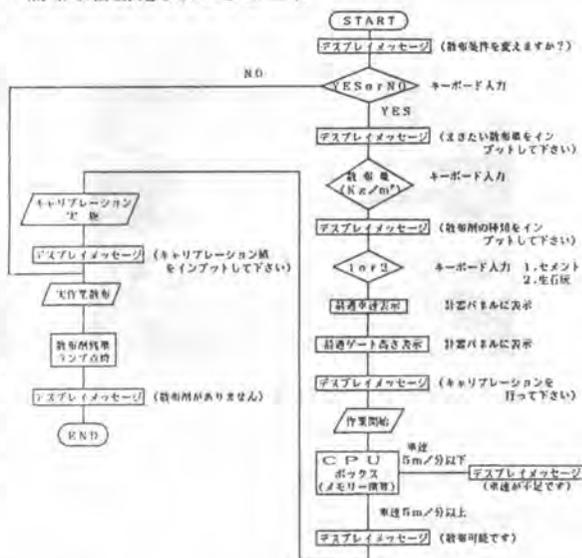 START
デスプレイメッセージ (散布条件を変えますか?)
NO
YESorNO キーボード入力
YES
デスプレイメッセージ (まきたい散布量をイン
プットして下さい)
散布量
(Kg/m²) キーボード入力
デスプレイメッセージ (散布剤の種類をイン
プットして下さい)
1or2 キーボード入力 1.セメント
2.生石灰
最適車速表示 計器パネルに表示
最適ゲート高さ表示 計器パネルに表示
デスプレイメッセージ (キャリブレーションを
行って下さい)
作業開始
CPU
ボックス
(メモリー演算)
車速
5m/分以下
デスプレイメッセージ
(車速が不足です)
車速5m/分以上
デスプレイメッセージ (散布可能です)
キャリブレーション
実施
デスプレイメッセージ (キャリブレーション値
をインプットして下さい)
実作業散布
散布剤残量
ランプ点灯
デスプレイメッセージ (散布剤がありません)
END